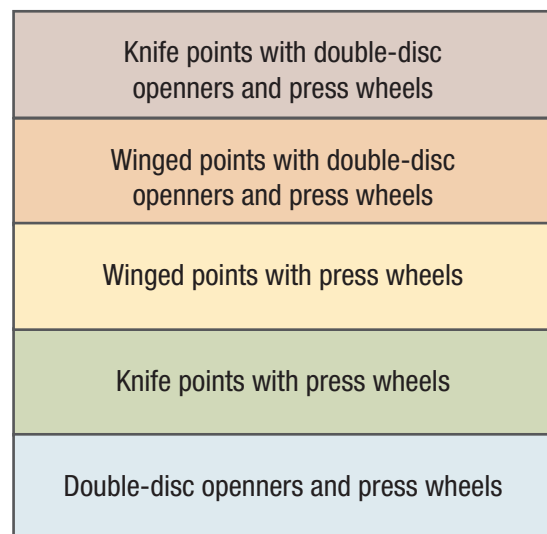 Knife points with double-disc
openners and press wheels
Winged points with double-disc
openners and press wheels
Winged points with press wheels
Knife points with press wheels
Double-disc openners and press wheels